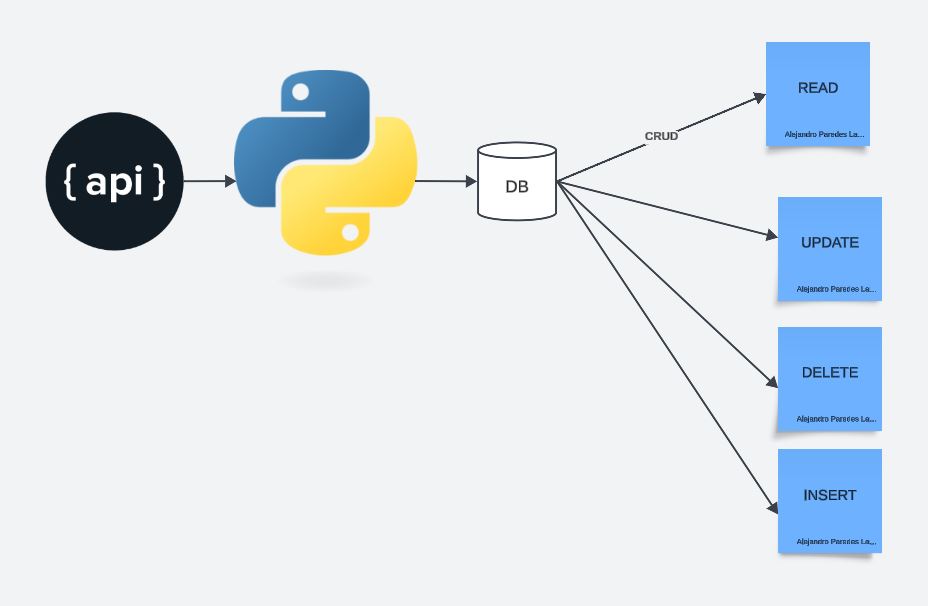 { api }
DB
CRUD
READ
Alejandro Paredes La...
UPDATE
Alejandro Paredes La...
DELETE
Alejandro Paredes La...
INSERT
Alejandro Paredes La...